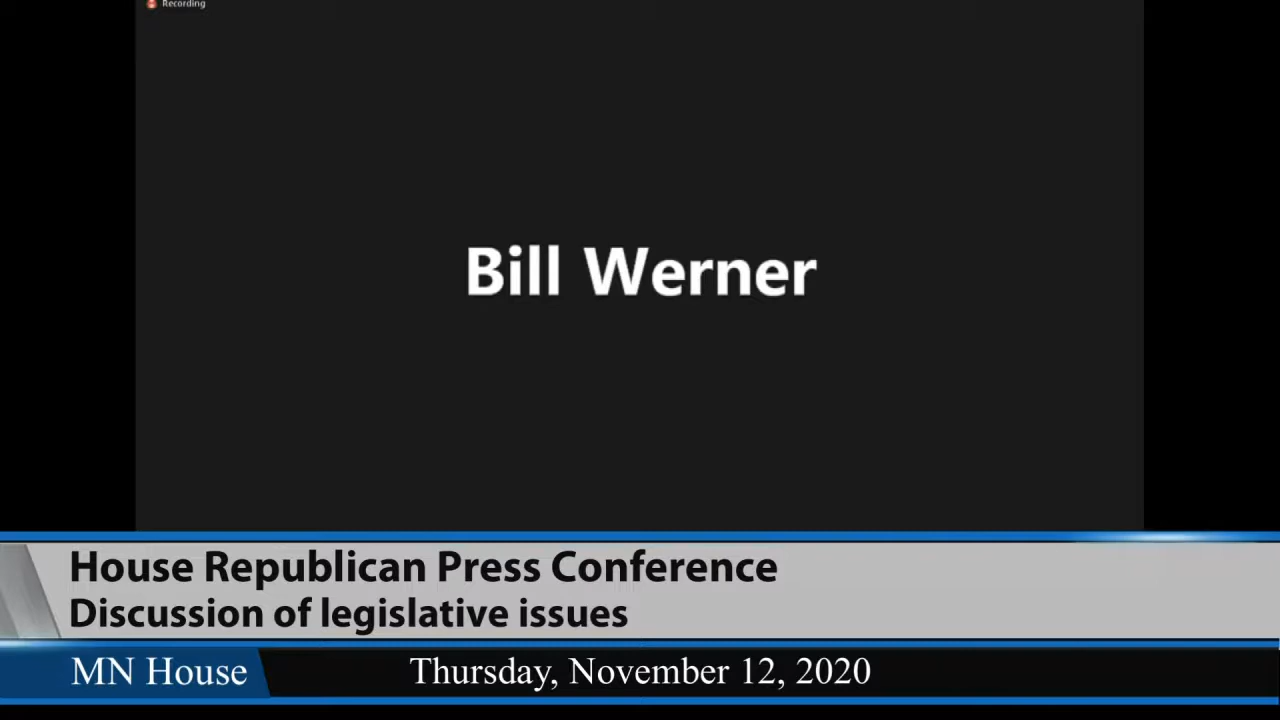 Recording
Bill Werner
House Republican Press Conference
Discussion of legislative issues
MN House
Thursday, November 12, 2020